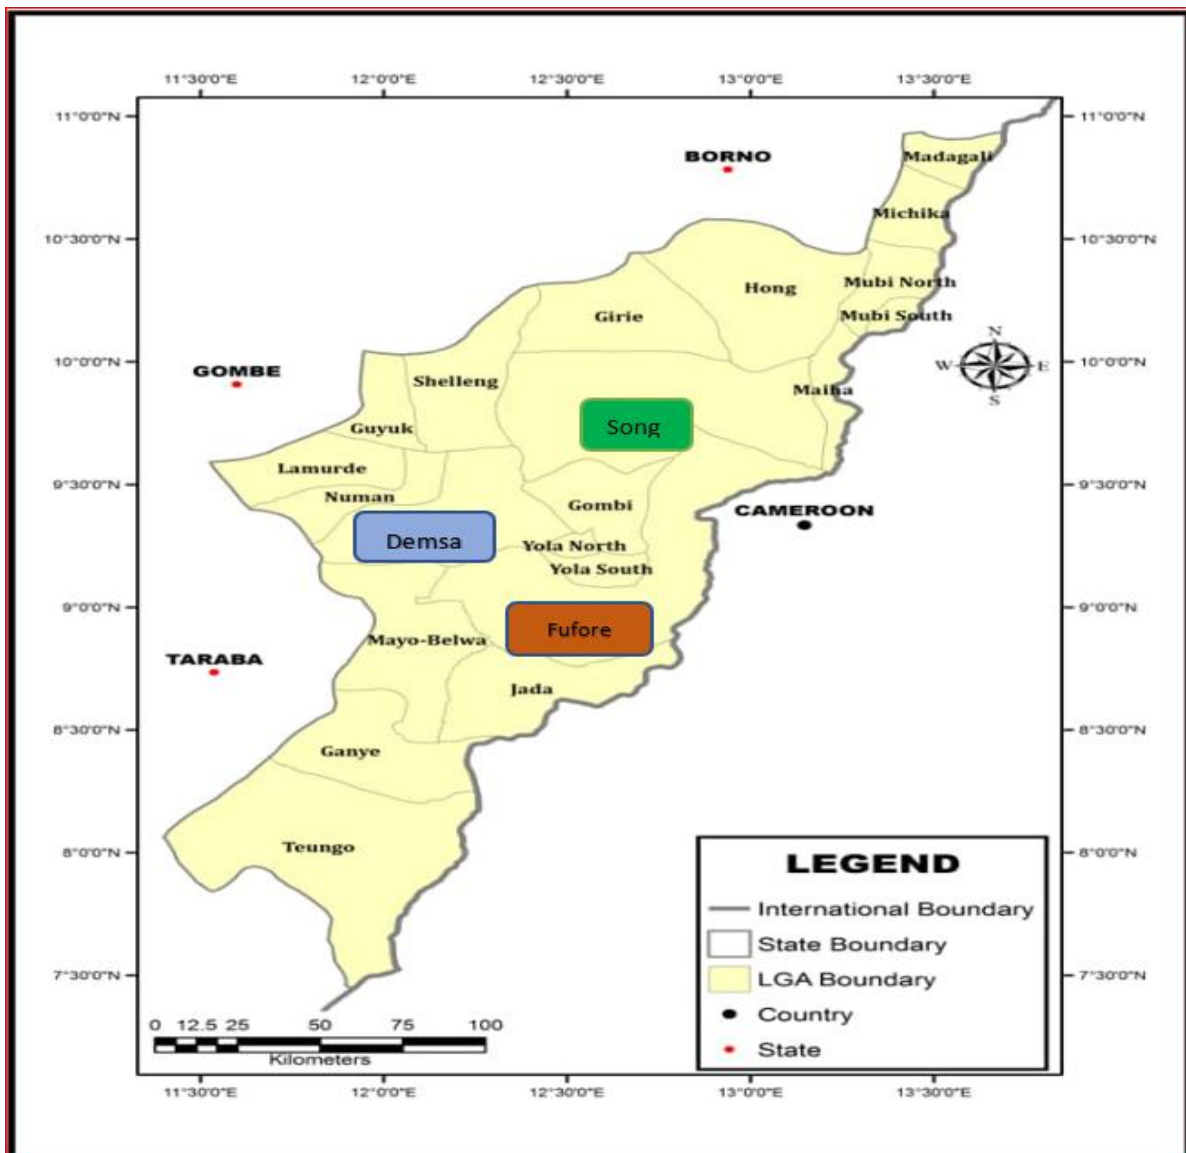 11°30'0"E 12°0'0"E 12°30'0"E 13°0'0"E 13°30'0"E
11°0'0"N 11°0'0"N
BORNO
Madagali
Michika
10°30'0"N 10°30'0"N
Mubi North
Hong
Girie
Mubi South
N
W E
S
10°0'0"N 10°0'0"N
GOMBE
Shelleng
Maiha
Guyuk
Song
Lamurde
9°30'0"N 9°30'0"N
Numan
Gombi
CAMEROON
Demsa
Yola North
Yola South
9°0'0"N 9°0'0"N
Fufore
Mayo-Belwa
TARABA
Jada
8°30'0"N 8°30'0"N
Ganye
Teungo
8°0'0"N 8°0'0"N
LEGEND
International Boundary
State Boundary
LGA Boundary
Country
State
7°30'0"N 7°30'0"N
0 12.5 25 50 75 100
Kilometers
11°30'0"E 12°0'0"E 12°30'0"E 13°0'0"E 13°30'0"E